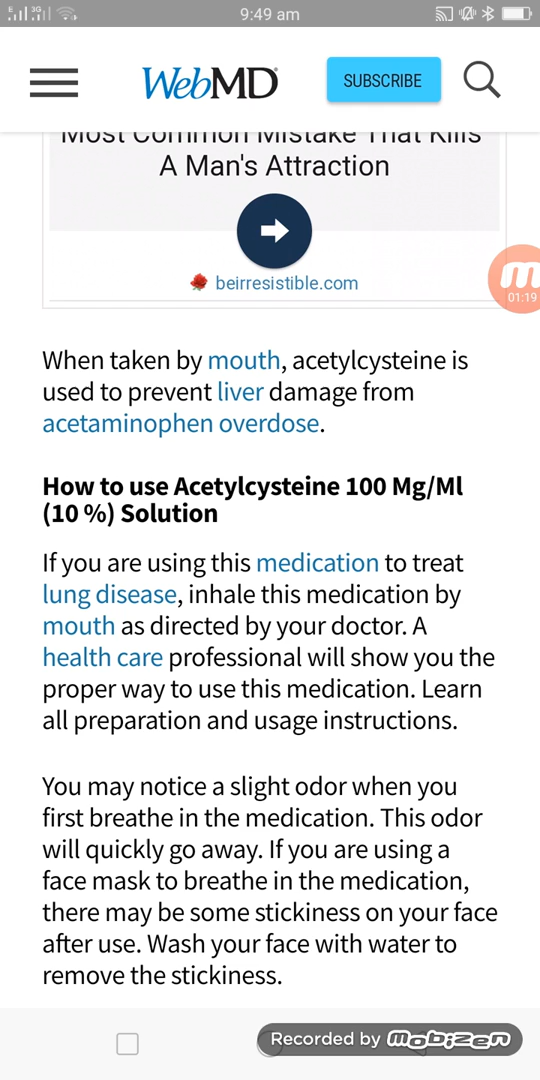 E 3G 9:49 am
WebMD SUBSCRIBE
Most Common Mistake That Kills
A Man's Attraction
beirresistible.com
01:19
When taken by mouth, acetylcysteine is
used to prevent liver damage from
acetaminophen overdose.
How to use Acetylcysteine 100 Mg/Ml
(10 %) Solution
If you are using this medication to treat
lung disease, inhale this medication by
mouth as directed by your doctor. A
health care professional will show you the
proper way to use this medication. Learn
all preparation and usage instructions.
You may notice a slight odor when you
first breathe in the medication. This odor
will quickly go away. If you are using a
face mask to breathe in the medication,
there may be some stickiness on your face
after use. Wash your face with water to
remove the stickiness.
Recorded by mobizen